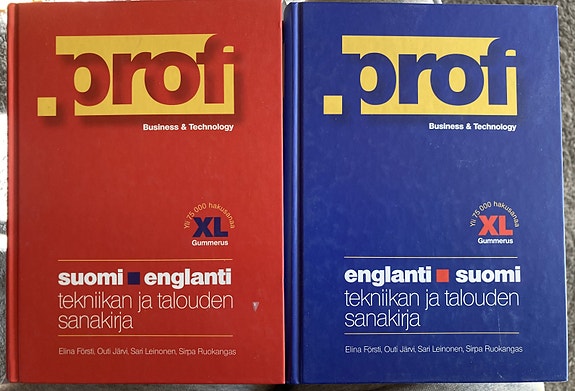 .profi
Business & Technology
Yli 75 000 hakusanaa
XL
Gummerus
suomi ■ englanti
tekniikan ja talouden
sanakirja
Elina Försti, Outi Järvi, Sari Leinonen, Sirpa Ruokangas
.profi
Business & Technology
Yli 75 000 hakusanaa
XL
Gummerus
englanti ■ suomi
tekniikan ja talouden
sanakirja
Elina Försti, Outi Järvi, Sari Leinonen, Sirpa Ruokangas